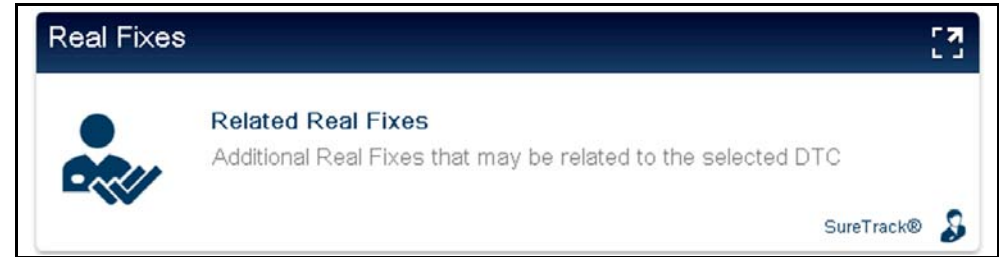 Real Fixes
Related Real Fixes
Additional Real Fixes that may be related to the selected DTC
SureTrack®